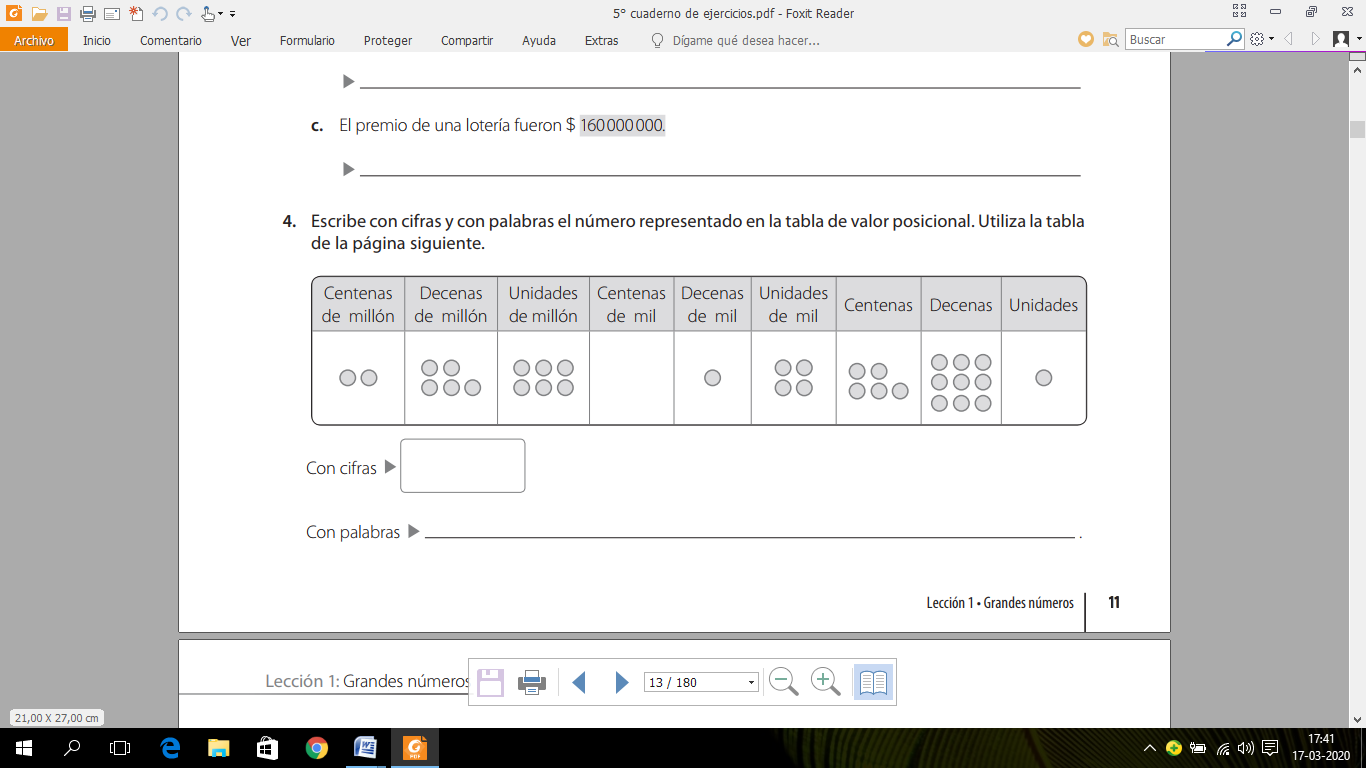 5° cuaderno de ejercicios.pdf - Foxit Reader
Archivo Inicio Comentario Ver Formulario Proteger Compartir Ayuda Extras Dígame qué desea hacer... Buscar
c. El premio de una lotería fueron $ 160 000 000.
4. Escribe con cifras y con palabras el número representado en la tabla de valor posicional. Utiliza la tabla
de la página siguiente.
Centenas de millón Decenas de millón Unidades de millón Centenas de mil Decenas de mil Unidades de mil Centenas Decenas Unidades
Con cifras
Con palabras .
Lección 1 • Grandes números 11
Lección 1: Grandes números
13 / 180
21,00 X 27,00 cm
17:41
17-03-2020